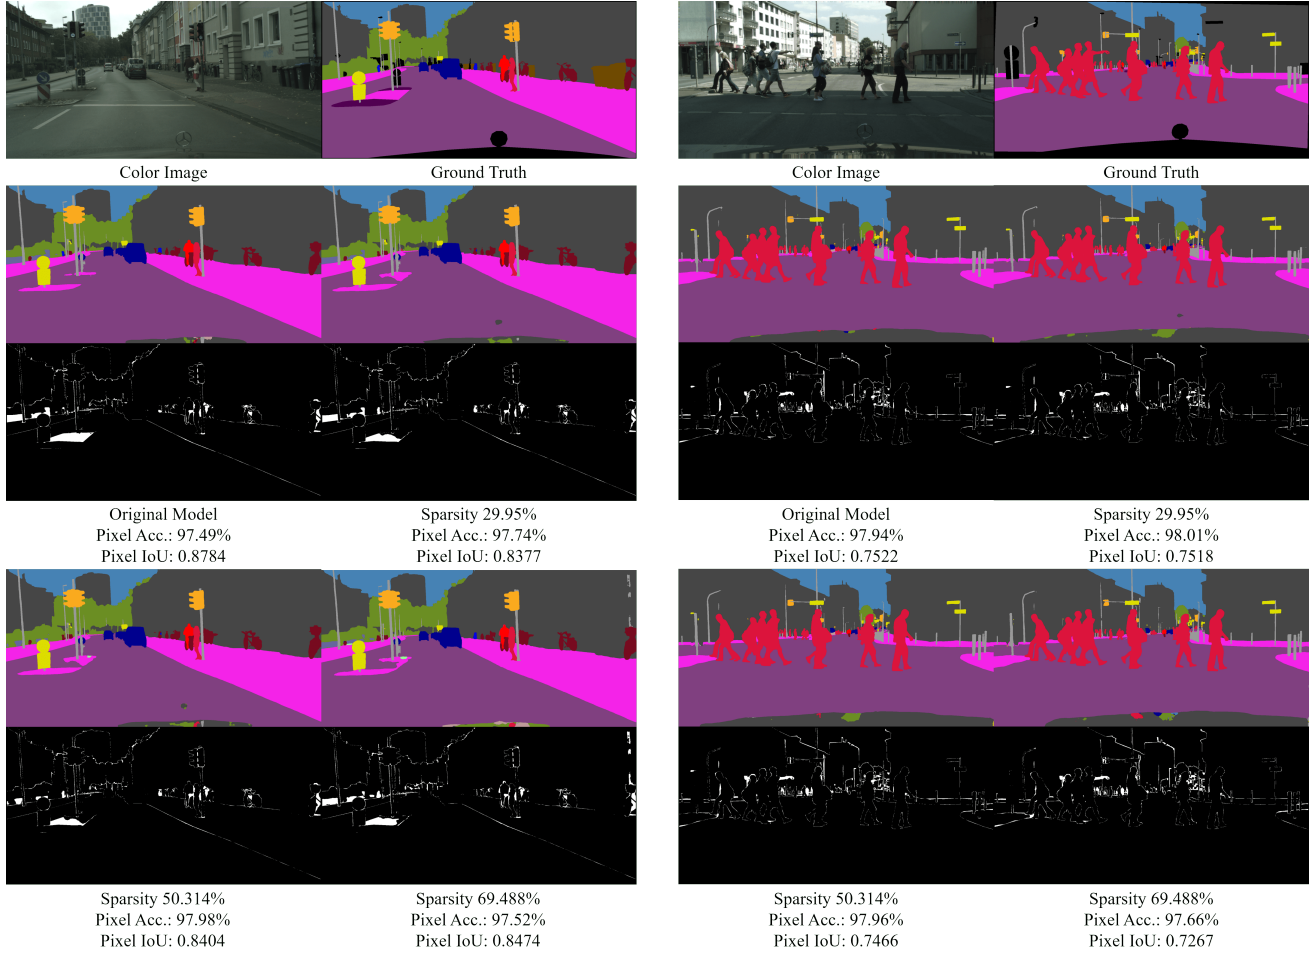 Color Image
Ground Truth
Color Image
Ground Truth
Original Model
Pixel Acc.: 97.49%
Pixel IoU: 0.8784
Sparsity 29.95%
Pixel Acc.: 97.74%
Pixel IoU: 0.8377
Original Model
Pixel Acc.: 97.94%
Pixel IoU: 0.7522
Sparsity 29.95%
Pixel Acc.: 98.01%
Pixel IoU: 0.7518
Sparsity 50.314%
Pixel Acc.: 97.98%
Pixel IoU: 0.8404
Sparsity 69.488%
Pixel Acc.: 97.52%
Pixel IoU: 0.8474
Sparsity 50.314%
Pixel Acc.: 97.96%
Pixel IoU: 0.7466
Sparsity 69.488%
Pixel Acc.: 97.66%
Pixel IoU: 0.7267